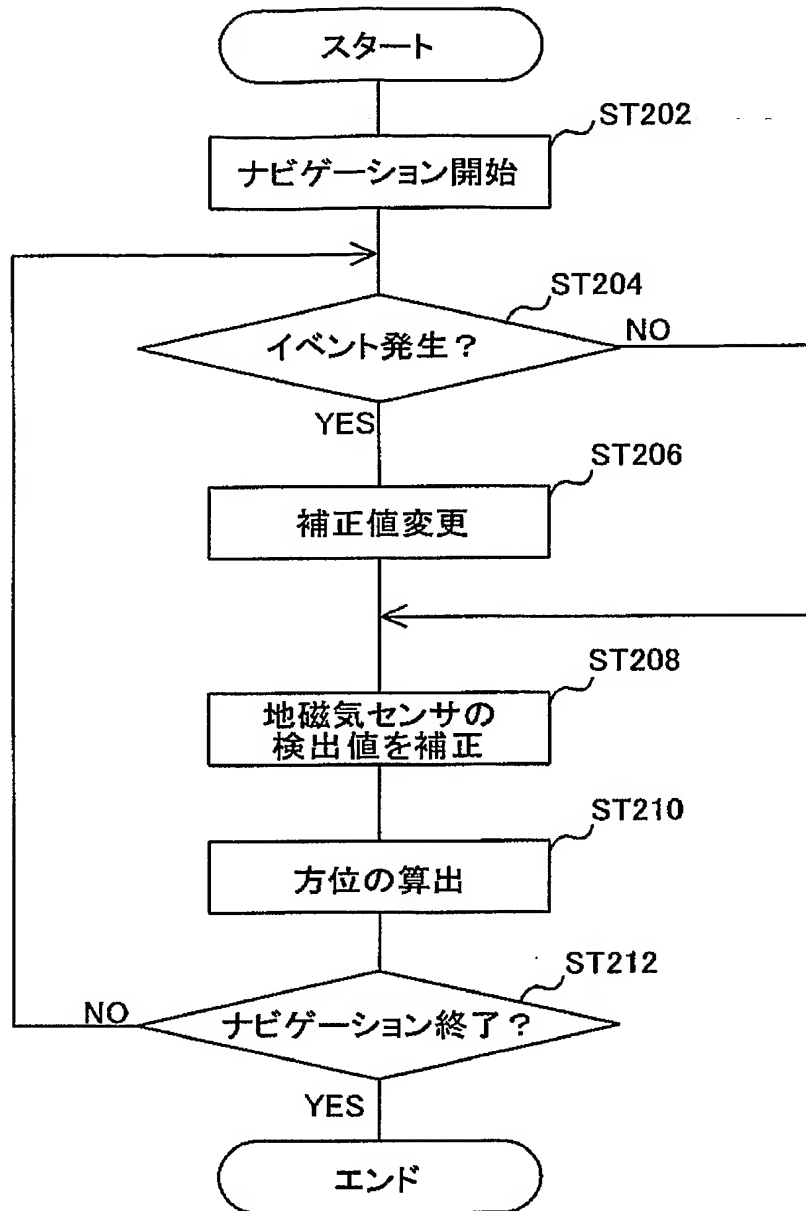 スタート
ST202
ナビゲーション開始
ST204
イベント発生？
NO
YES
ST206
補正値変更
ST208
地磁気センサの
検出値を補正
ST210
方位の算出
ST212
NO
ナビゲーション終了？
YES
エンド